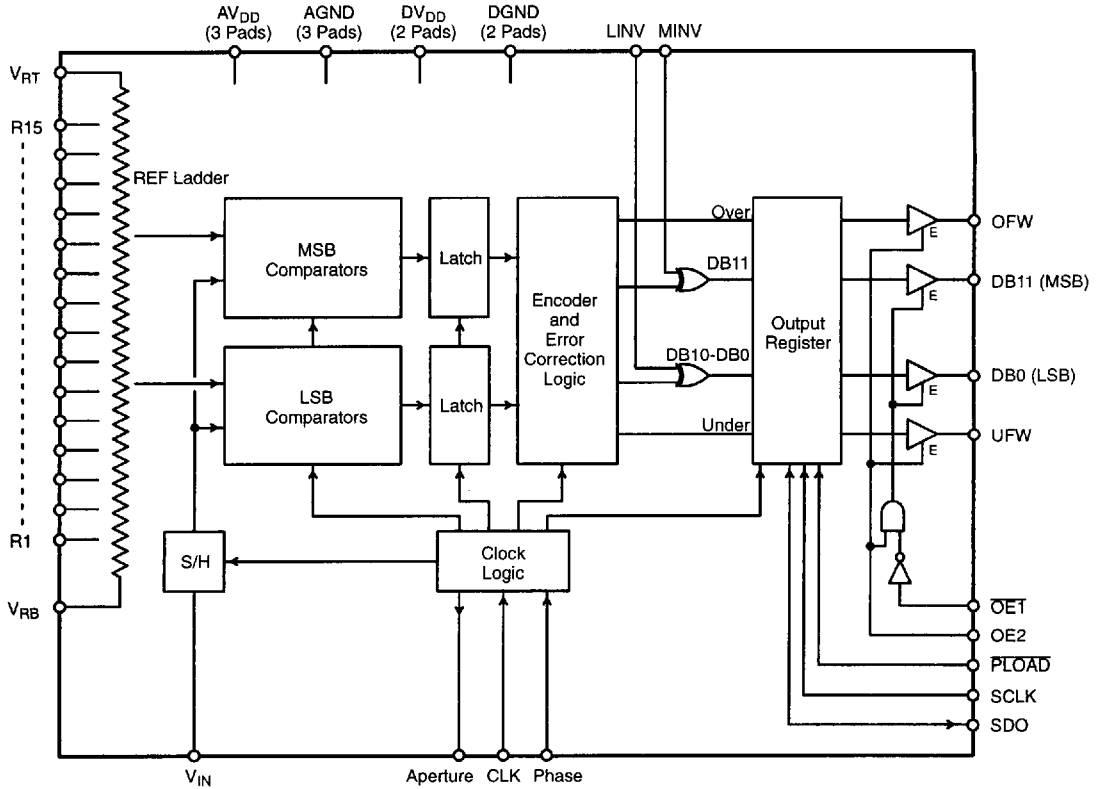 AVDD
(3 Pads)
AGND
(3 Pads)
DVDD
(2 Pads)
DGND
(2 Pads)
LINV
MINV
VRT
R15
REF Ladder
R1
VRB
MSB
Comparators
LSB
Comparators
Latch
Latch
Encoder
and
Error
Correction
Logic
Over
DB11
DB10-DB0
Under
Output
Register
E
E
E
E
OFW
DB11 (MSB)
DB0 (LSB)
UFW
S/H
Clock
Logic
O̅E̅1̅
OE2
P̅L̅O̅A̅D̅
SCLK
SDO
VIN
Aperture
CLK
Phase